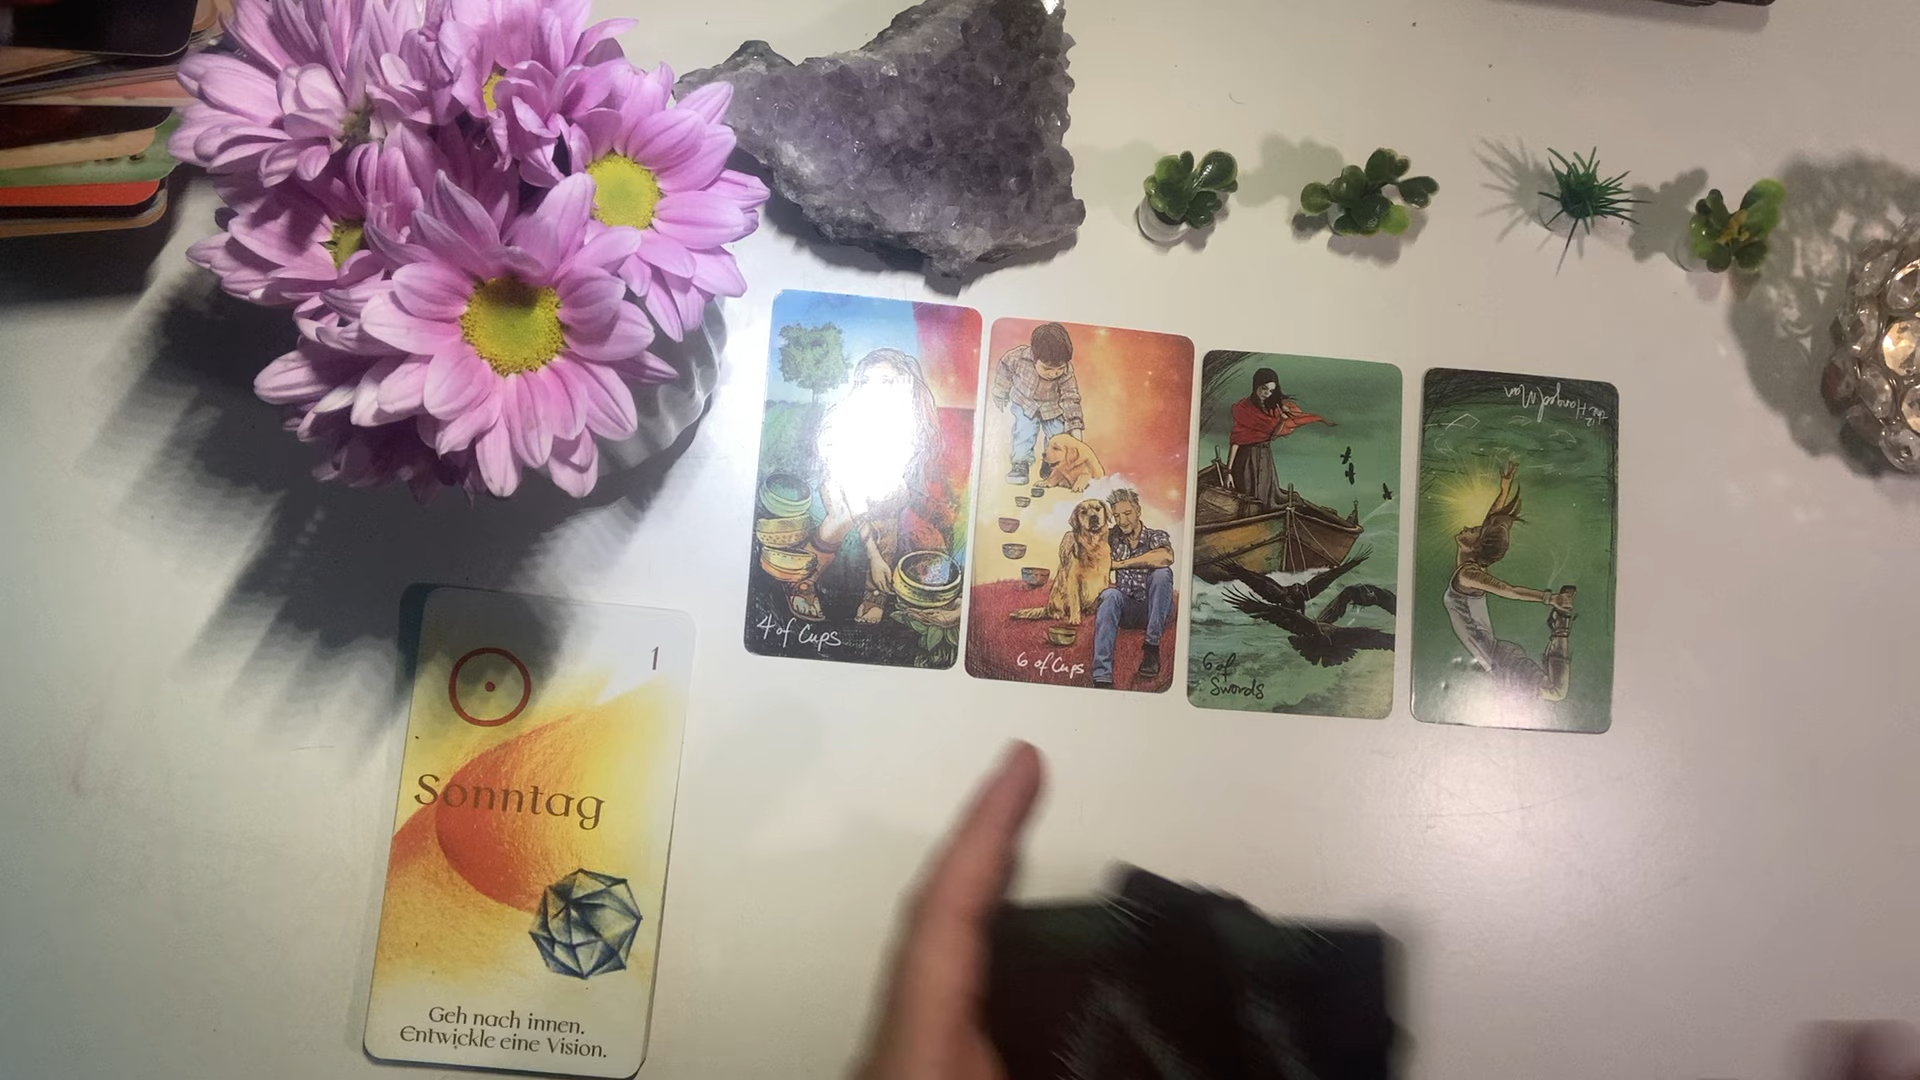 4 of Cups
6 of Cups
6 of
Swords
12
the Hanged Man
1
Sonntag
Geh nach innen.
Entwickle eine Vision.